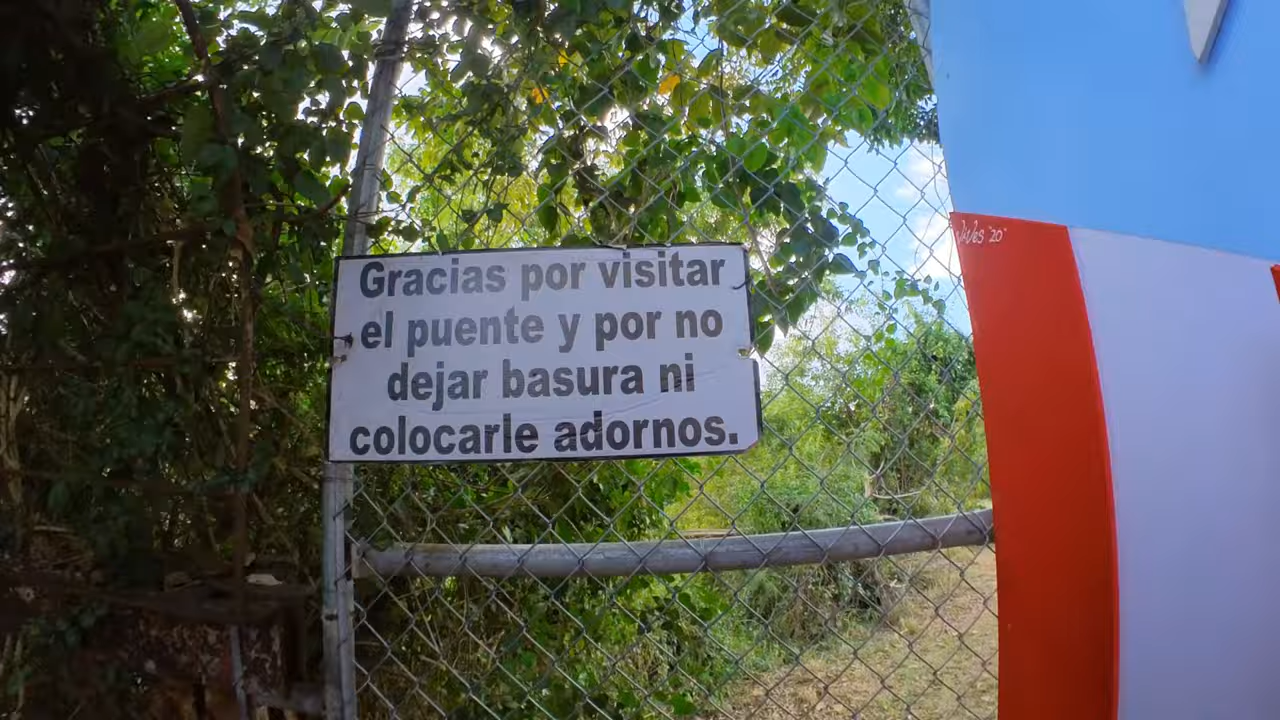 Gracias por visitar
el puente y por no
dejar basura ni
colocarle adornos.